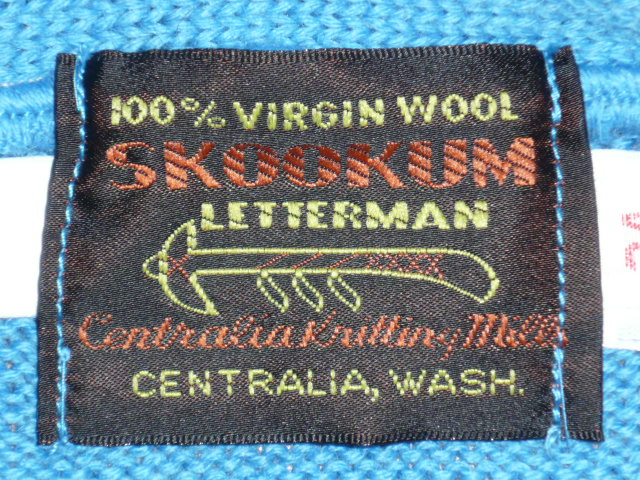 100% VIRGIN WOOL
SKOOKUM
LETTERMAN
Centralia Knitting Mills
CENTRALIA, WASH.